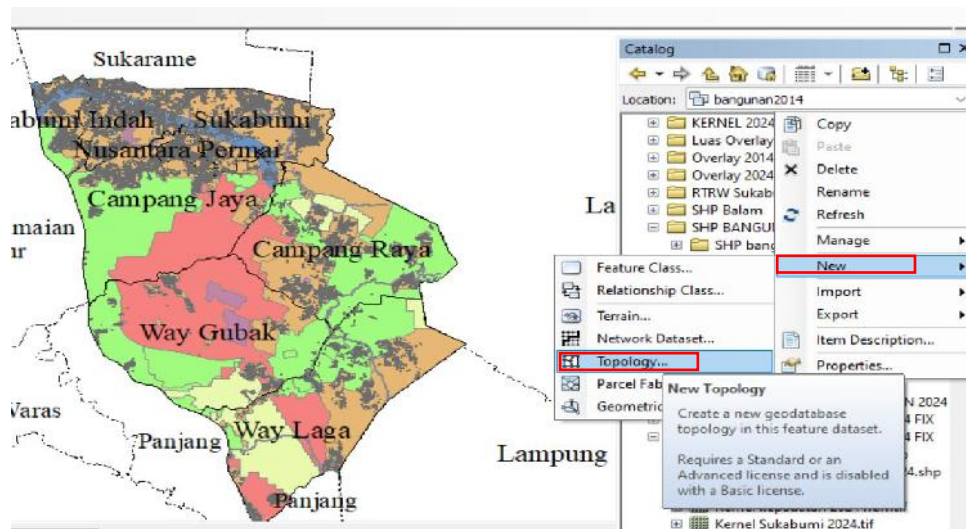 Sukarame
abumi Indah
Sukabumi
Nusantara Permai
Campang Jaya
La
maian
ur
Campang Raya
Way Gubak
Varas
Panjang
Way Laga
Lampung
Panjang
Catalog
Location: bangunan2014
KERNEL 2024
Luas Overlay
Overlay 2014
Overlay 2024
RTRW Sukab
SHP Balam
SHP BANGU
SHP bang
Copy
Paste
Delete
Rename
Refresh
Manage
New
Import
Export
Item Description...
Properties...
Feature Class...
Relationship Class...
Terrain...
Network Dataset...
Topology...
Parcel Fab
Geometric
New Topology
Create a new geodatabase
topology in this feature dataset.
Requires a Standard or an
Advanced license and is disabled
with a Basic license.
N 2024
4 FIX
4 FIX
4.shp
Kernel Sukabumi 2024.tif